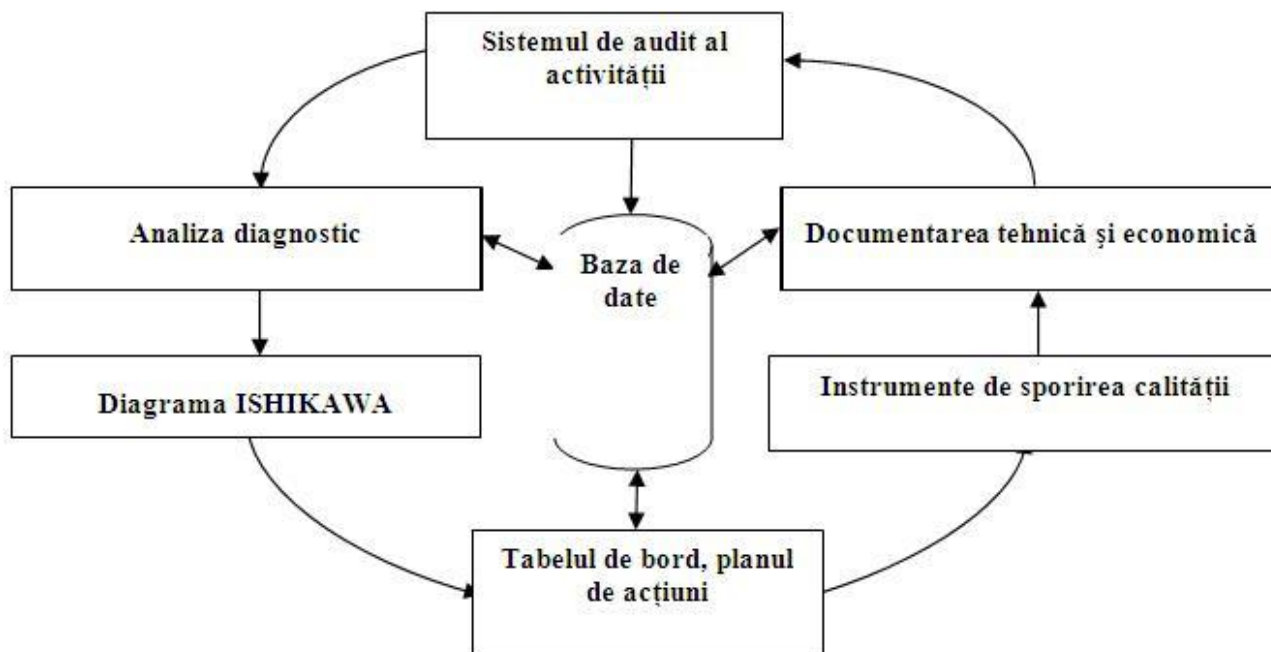 Sistemul de audit al
activității
Analiza diagnostic
Baza de
date
Documentarea tehnică și economică
Diagrama ISHIKAWA
Instrumente de sporirea calității
Tabelul de bord, planul
de acțiuni